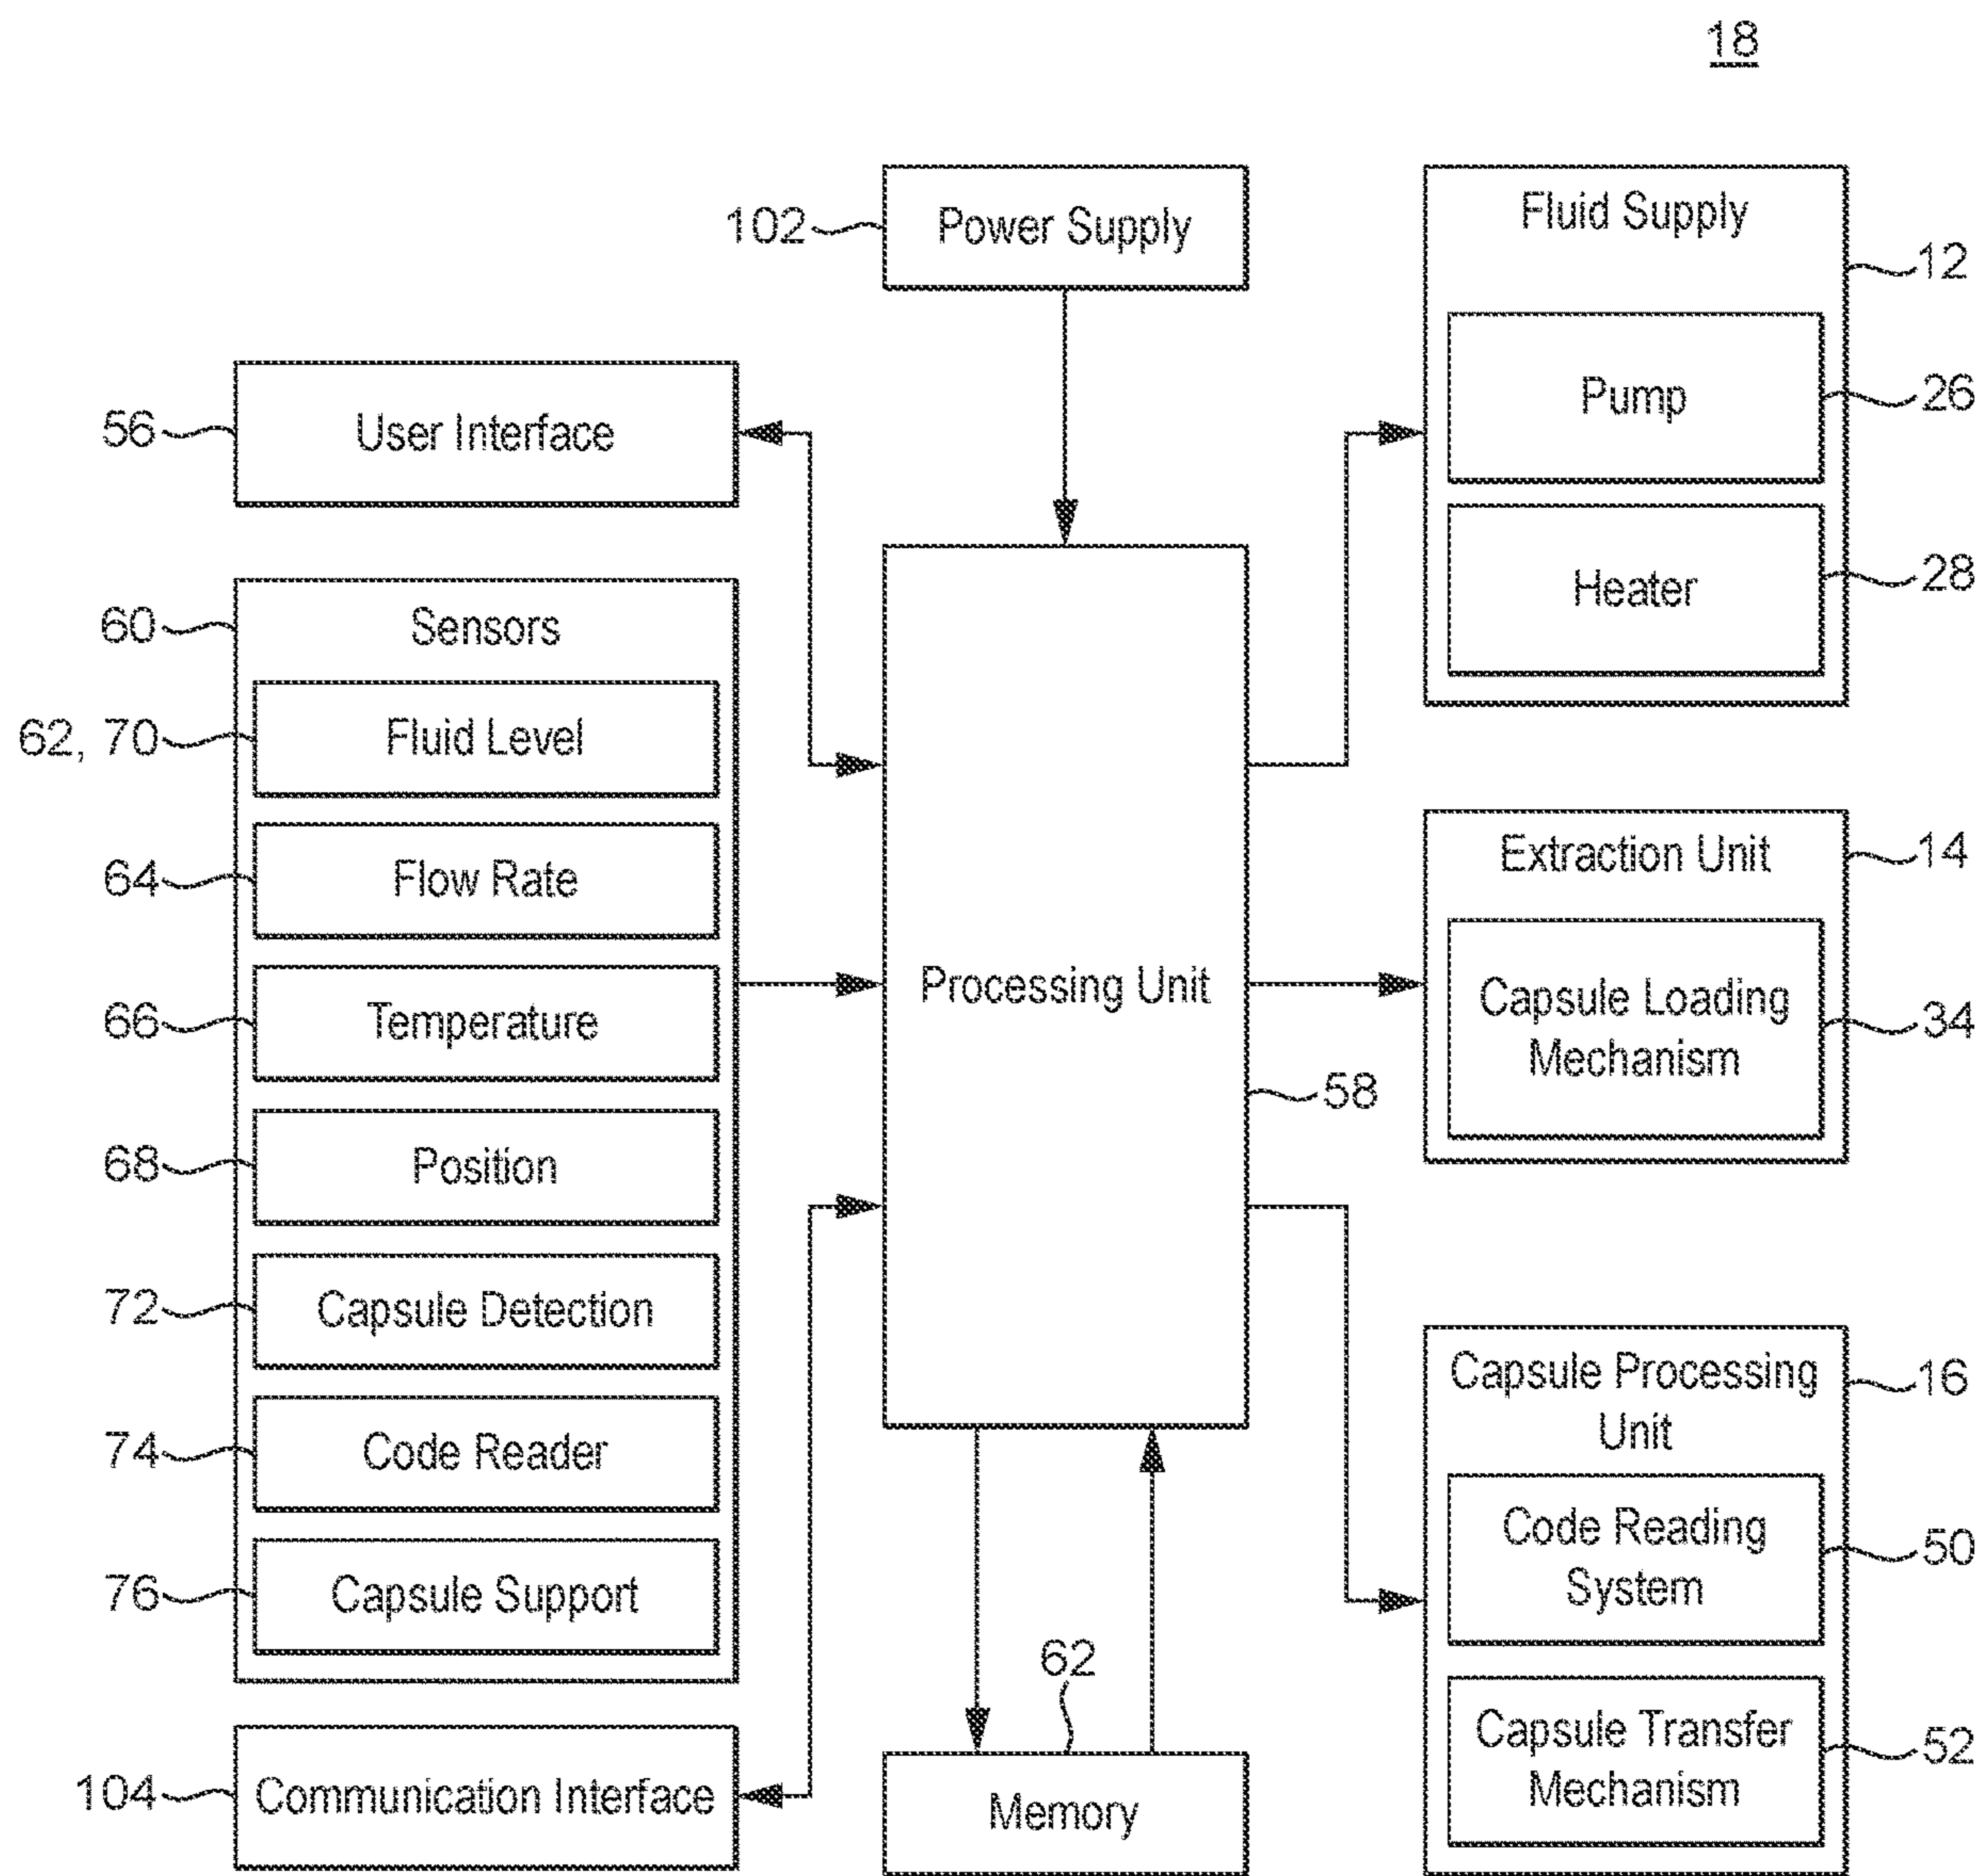 18
102
Power Supply
Fluid Supply
12
Pump
26
Heater
28
56
User Interface
60
Sensors
62, 70
Fluid Level
64
Flow Rate
66
Temperature
68
Position
72
Capsule Detection
74
Code Reader
76
Capsule Support
104
Communication Interface
Processing Unit
58
62
Memory
Extraction Unit
14
Capsule Loading
Mechanism
34
Capsule Processing
Unit
16
Code Reading
System
50
Capsule Transfer
Mechanism
52